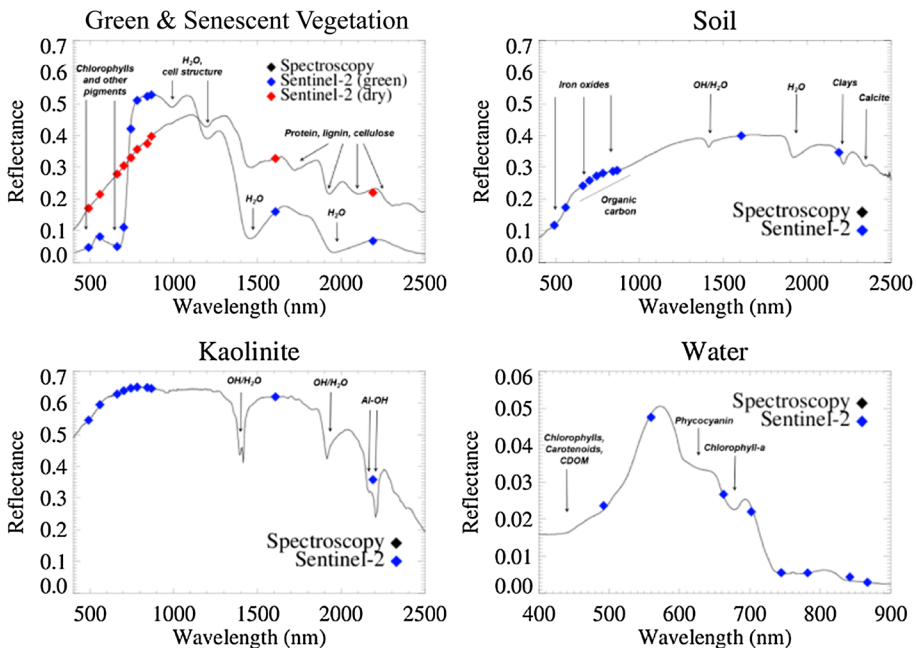 Green & Senescent Vegetation
0.7
0.6
0.5
0.4
0.3
0.2
0.1
0.0
Reflectance
Chlorophylls
and other
pigments
H₂O,
cell structure
Spectroscopy
Sentinel-2 (green)
Sentinel-2 (dry)
Protein, lignin, cellulose
H₂O
H₂O
500 1000 1500 2000 2500
Wavelength (nm)
Soil
0.7
0.6
0.5
0.4
0.3
0.2
0.1
0.0
Reflectance
Iron oxides
OH/H₂O
H₂O
Clays
Calcite
Organic
carbon
Spectroscopy
Sentinel-2
500 1000 1500 2000 2500
Wavelength (nm)
Kaolinite
0.7
0.6
0.5
0.4
0.3
0.2
0.1
0.0
Reflectance
OH/H₂O
OH/H₂O
Al-OH
Spectroscopy
Sentinel-2
500 1000 1500 2000 2500
Wavelength (nm)
Water
0.06
0.05
0.04
0.03
0.02
0.01
0.00
Reflectance
Chlorophylls,
Carotenoids,
CDOM
Phycocyanin
Chlorophyll-a
Spectroscopy
Sentinel-2
400 500 600 700 800 900
Wavelength (nm)